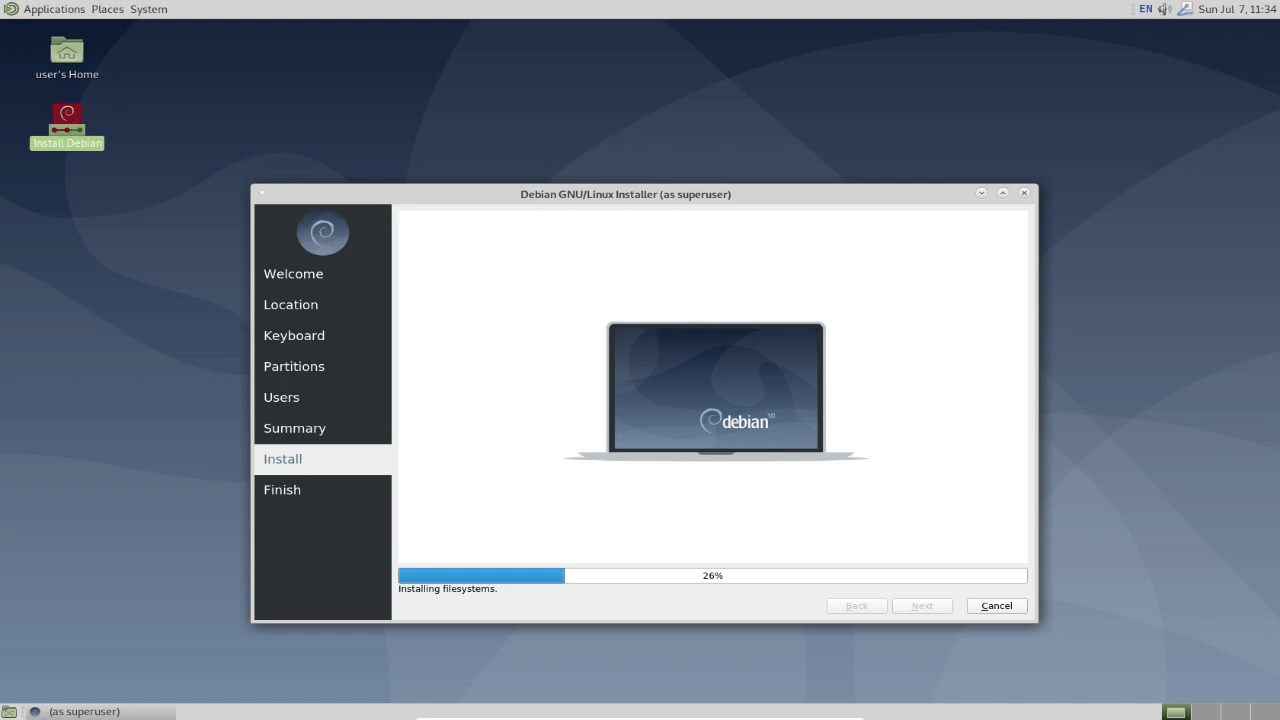 Applications Places System
EN
Sun Jul 7, 11:34
user's Home
Install Debian
Debian GNU/Linux Installer (as superuser)
Welcome
Location
Keyboard
Partitions
Users
Summary
Install
Finish
debian 10
26%
Installing filesystems.
Back Next Cancel
(as superuser)